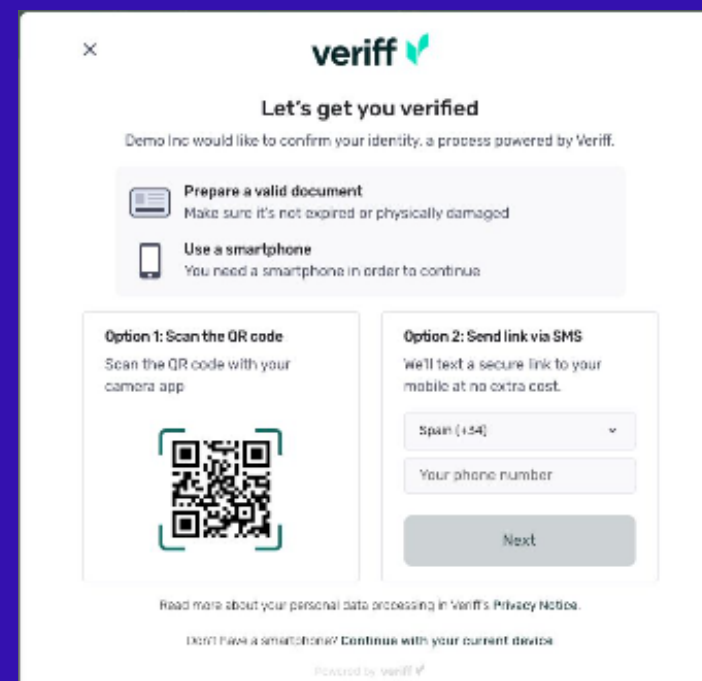 veriff
Let's get you verified
Demo Inc would like to confirm your identity, a process powered by Veriff.
Prepare a valid document
Make sure it's not expired or physically damaged
Use a smartphone
You need a smartphone in order to continue
Option 1: Scan the QR code
Scan the QR code with your
camera app
Option 2: Send link via SMS
We'll text a secure link to your
mobile at no extra cost.
Spain (+34)
Your phone number
Next
Read more about your personal data processing in Veriff's Privacy Notice.
Don't have a smartphone? Continue with your current device
Powered by veriff